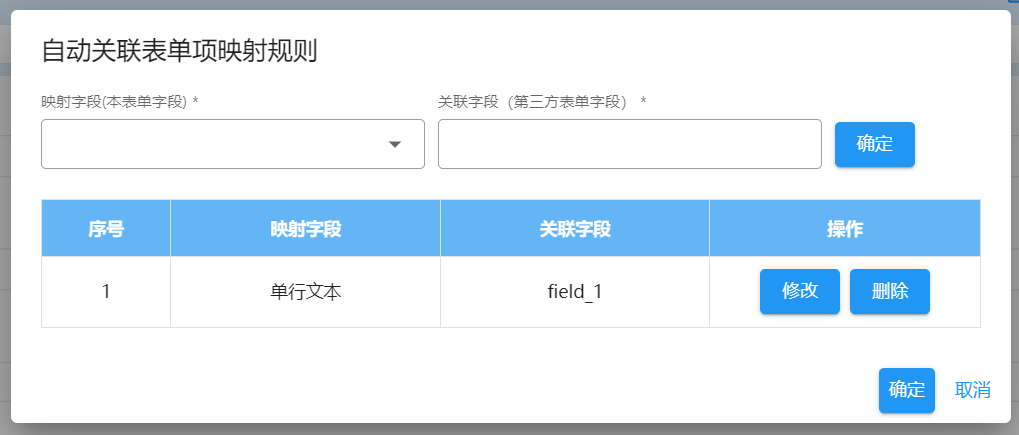 自动关联表单项映射规则
映射字段(本表单字段) * 关联字段（第三方表单字段） *
确定
序号 映射字段 关联字段 操作
1 单行文本 field_1 修改 删除
确定 取消